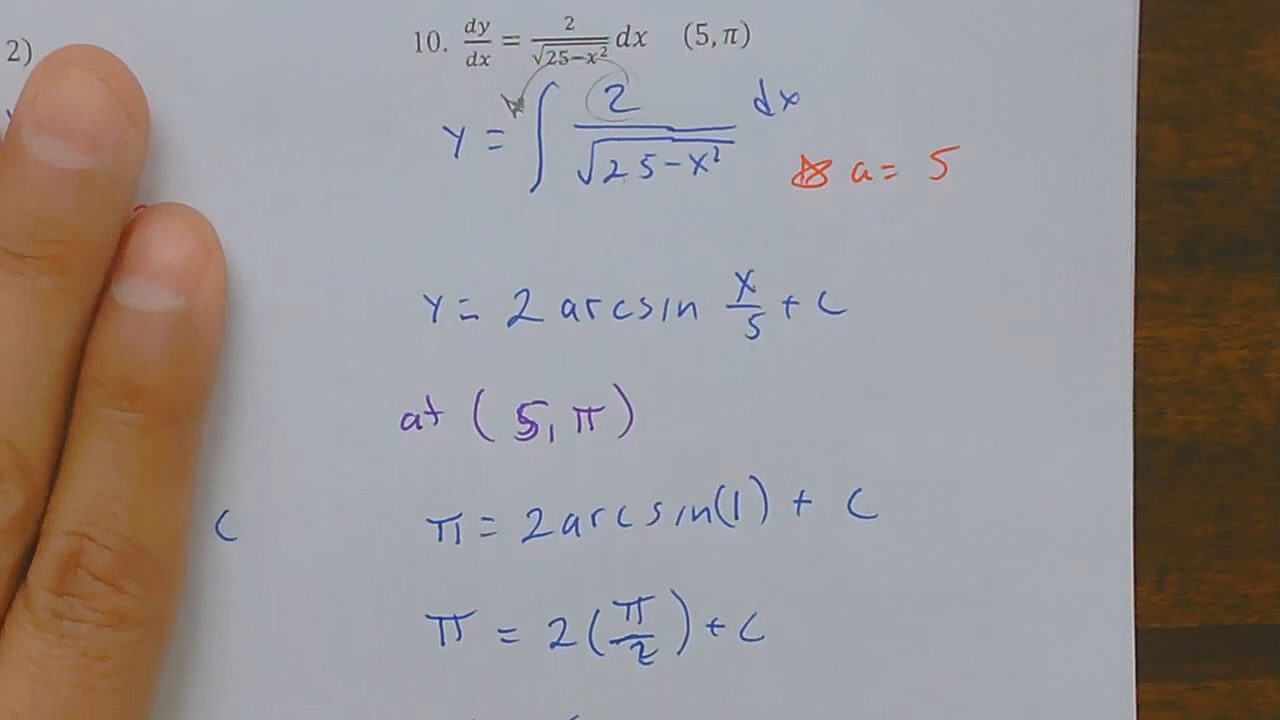 2)
10. dy/dx = 2/√25−x² dx (5, π)
y = ∫ 2/√25−x² dx
☆ a = 5
y = 2 arcsin x/5 + c
at (5, π)
π = 2 arcsin(1) + c
c
π = 2(π/2) + c